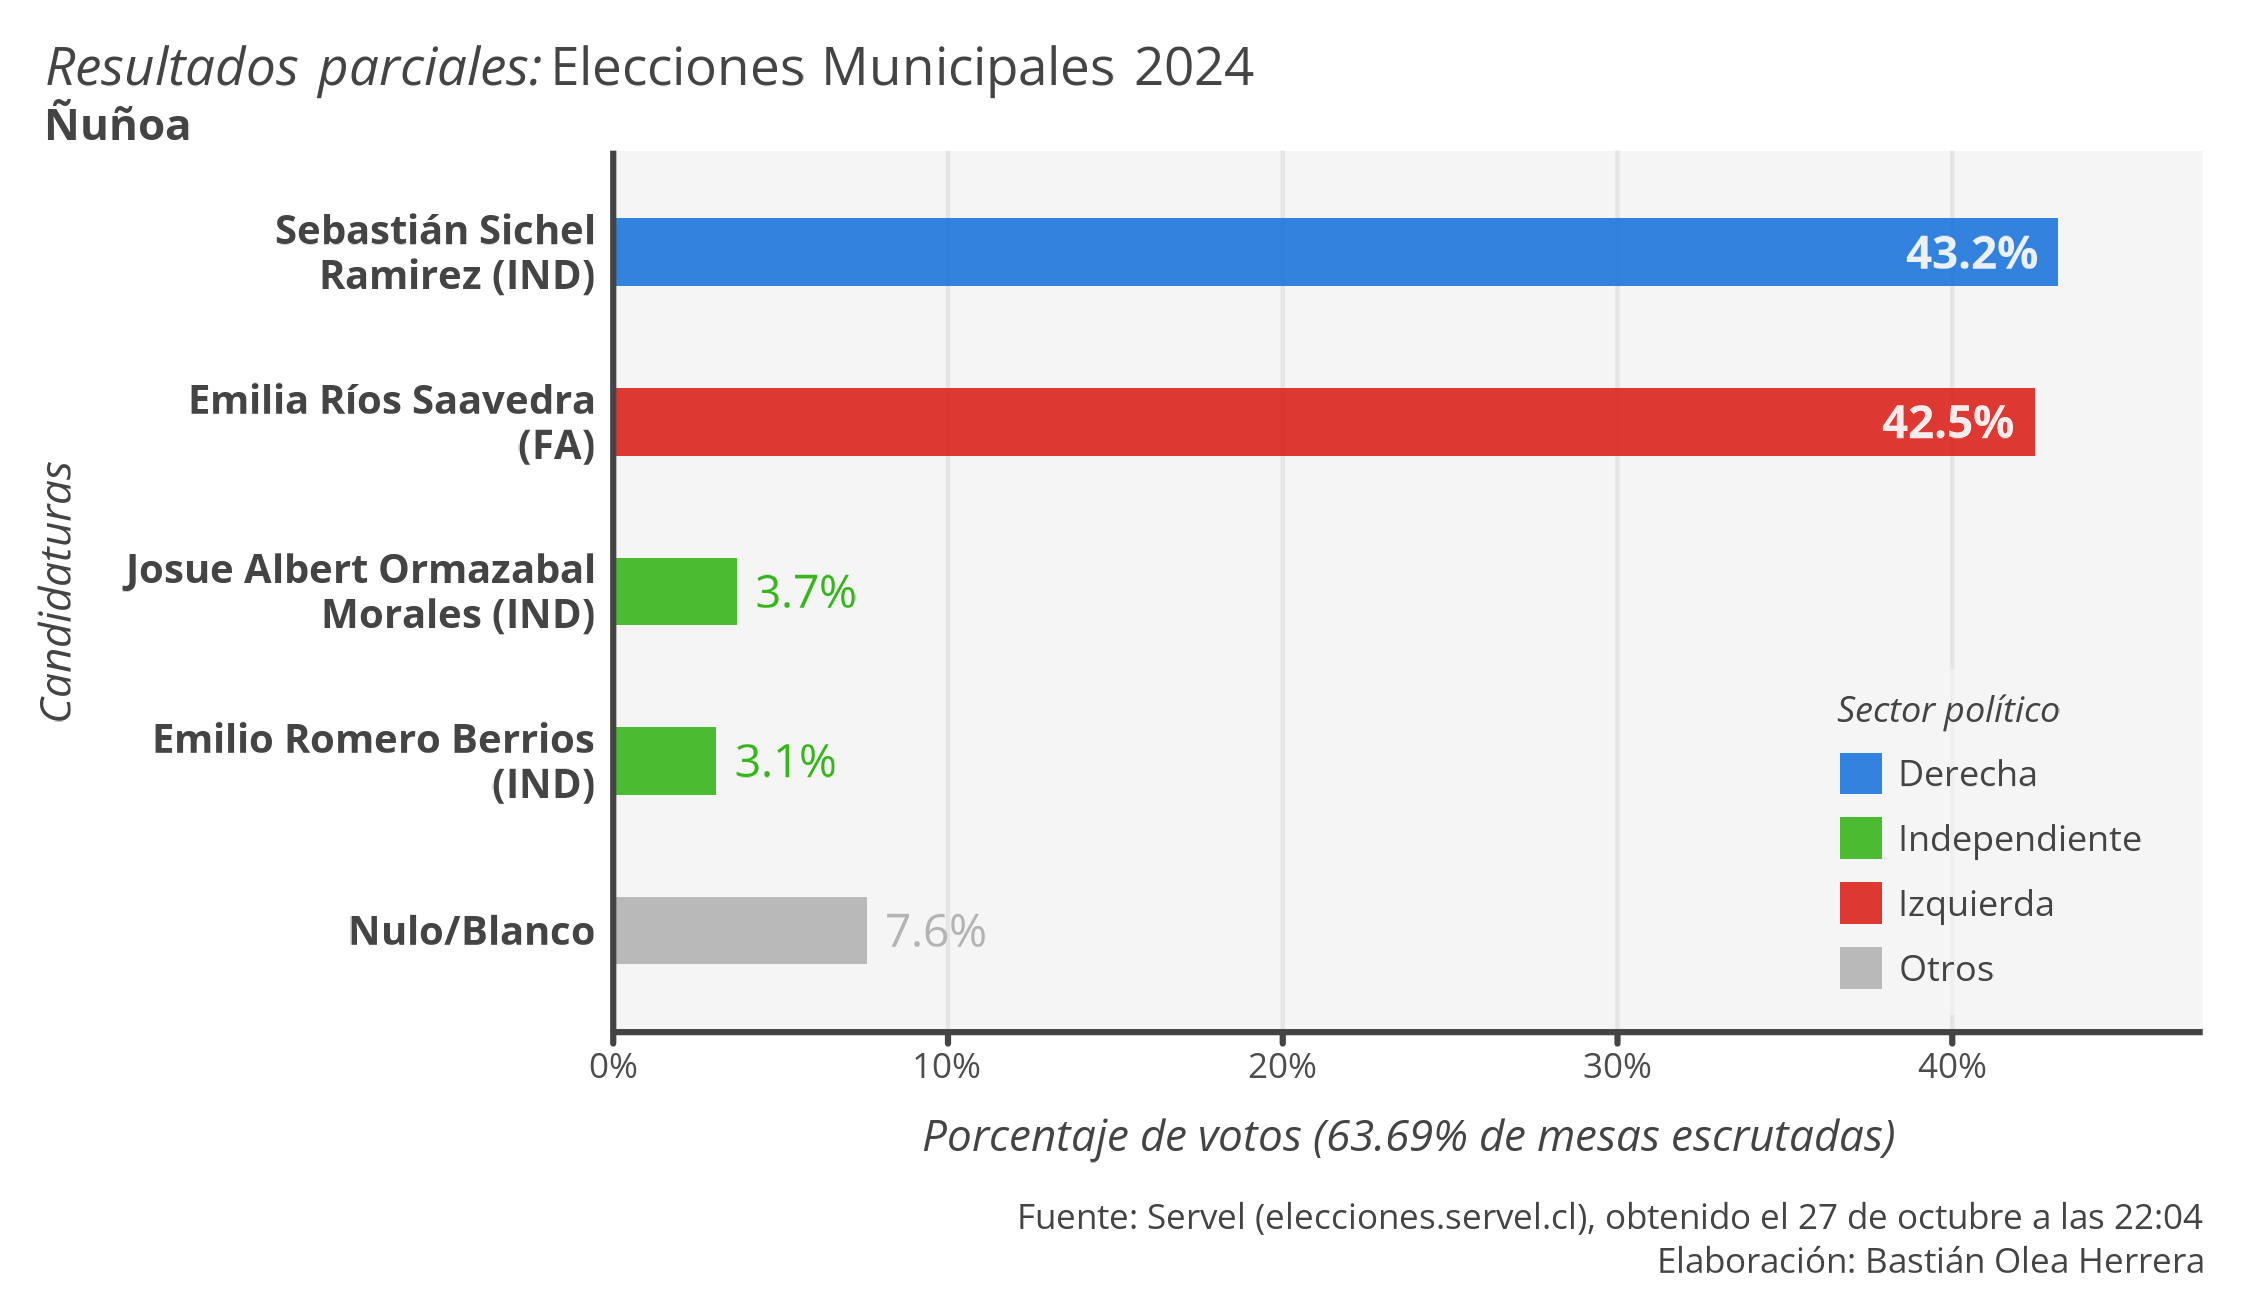 Resultados parciales: Elecciones Municipales 2024
Ñuñoa
Candidaturas
Sebastián Sichel
Ramirez (IND)
43.2%
Emilia Ríos Saavedra
(FA)
42.5%
Josue Albert Ormazabal
Morales (IND)
3.7%
Emilio Romero Berrios
(IND)
3.1%
Nulo/Blanco
7.6%
Sector político
Derecha
Independiente
Izquierda
Otros
0% 10% 20% 30% 40%
Porcentaje de votos (63.69% de mesas escrutadas)
Fuente: Servel (elecciones.servel.cl), obtenido el 27 de octubre a las 22:04
Elaboración: Bastián Olea Herrera